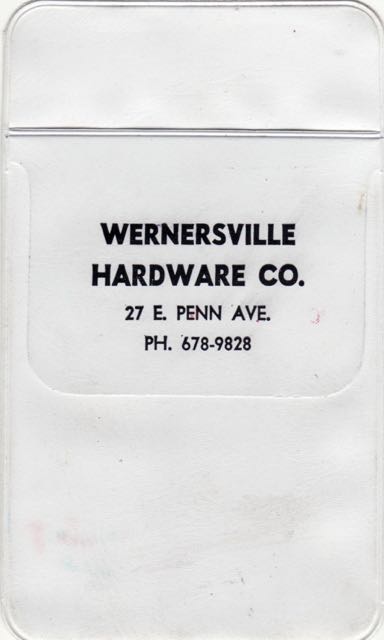 WERNERSVILLE
HARDWARE CO.
27 E. PENN AVE.
PH. 678-9828